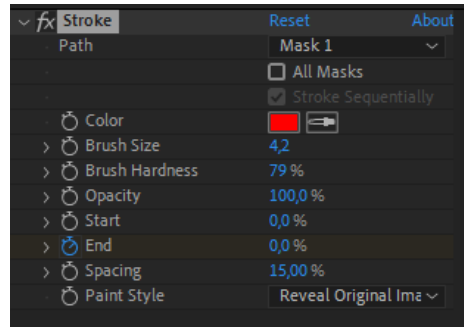 fx Stroke Reset About
Path Mask 1
All Masks
Stroke Sequentially
Color
Brush Size 4,2
Brush Hardness 79 %
Opacity 100,0 %
Start 0,0 %
End 0,0 %
Spacing 15,00 %
Paint Style Reveal Original Ima